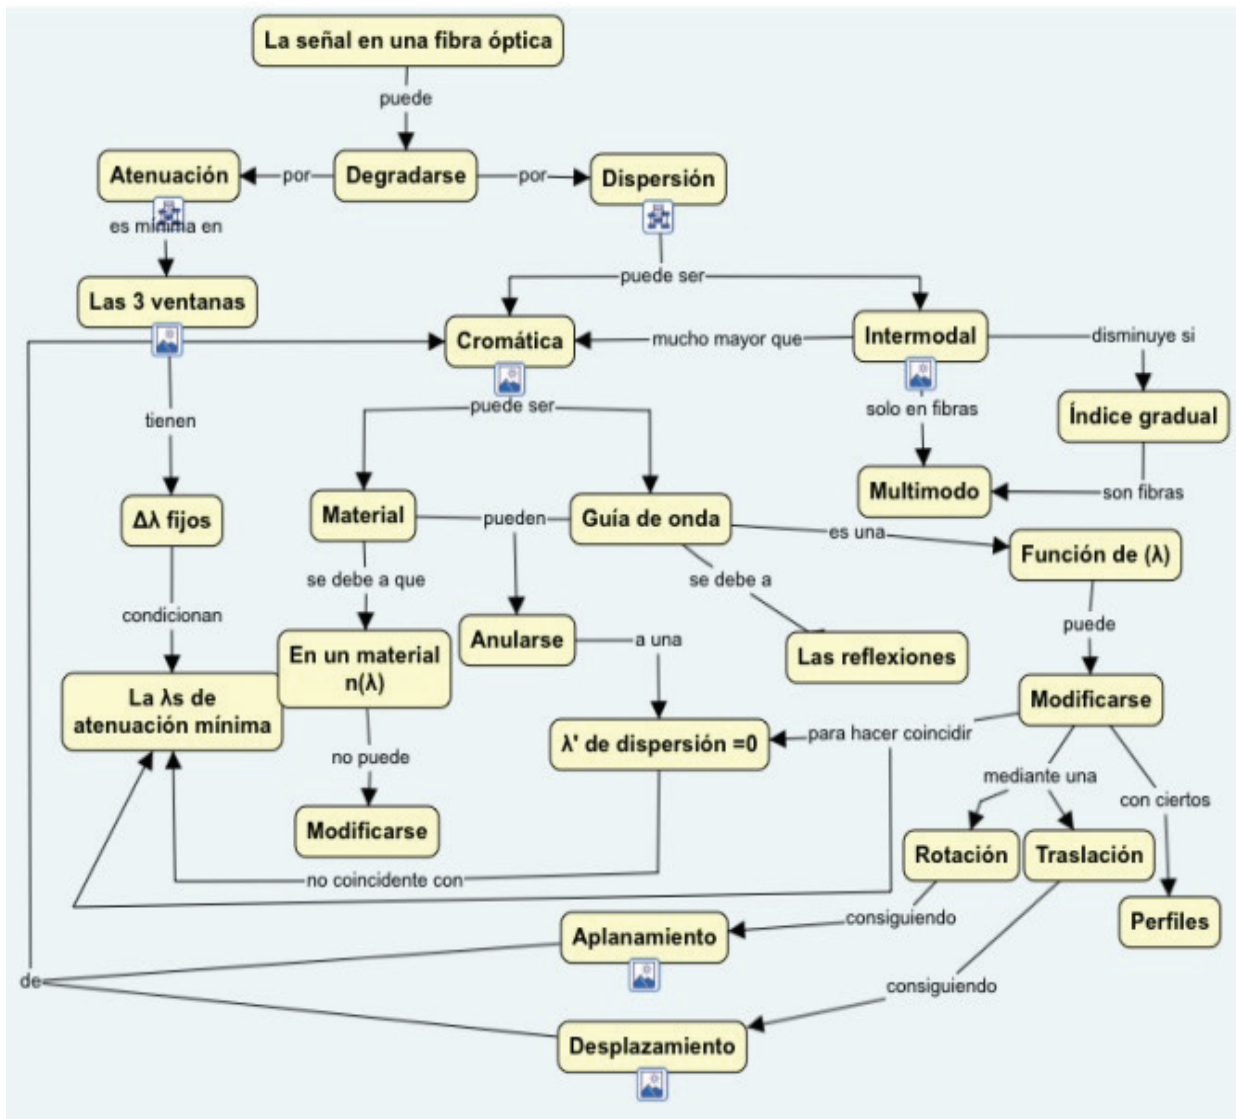 La señal en una fibra óptica
puede
Atenuación
por
Degradarse
por
Dispersión
es mínima en
puede ser
Las 3 ventanas
Cromática
mucho mayor que
Intermodal
disminuye si
puede ser
solo en fibras
Índice gradual
tienen
Multimodo
son fibras
Δλ fijos
Material
pueden
Guía de onda
es una
Función de (λ)
se debe a que
se debe a
condicionan
puede
Anularse
a una
En un material
n(λ)
Las reflexiones
La λs de
atenuación mínima
Modificarse
λ' de dispersión =0
para hacer coincidir
no puede
mediante una
con ciertos
Modificarse
Rotación
Traslación
no coincidente con
Perfiles
consiguiendo
Aplanamiento
de
consiguiendo
Desplazamiento